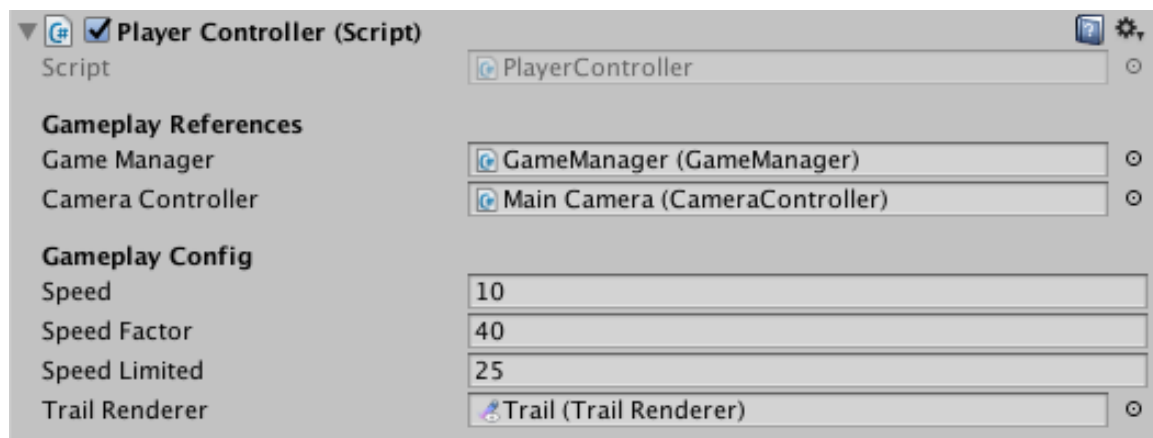 Player Controller (Script)
Script PlayerController
Gameplay References
Game Manager GameManager (GameManager)
Camera Controller Main Camera (CameraController)
Gameplay Config
Speed 10
Speed Factor 40
Speed Limited 25
Trail Renderer Trail (Trail Renderer)